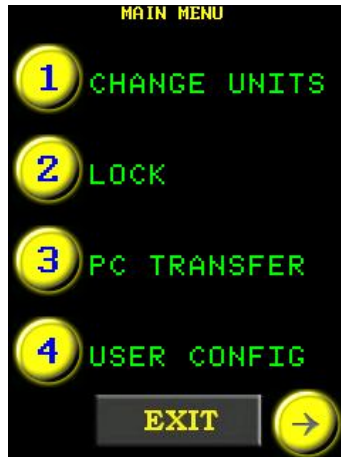 MAIN MENU
1 CHANGE UNITS
2 LOCK
3 PC TRANSFER
4 USER CONFIG
EXIT →